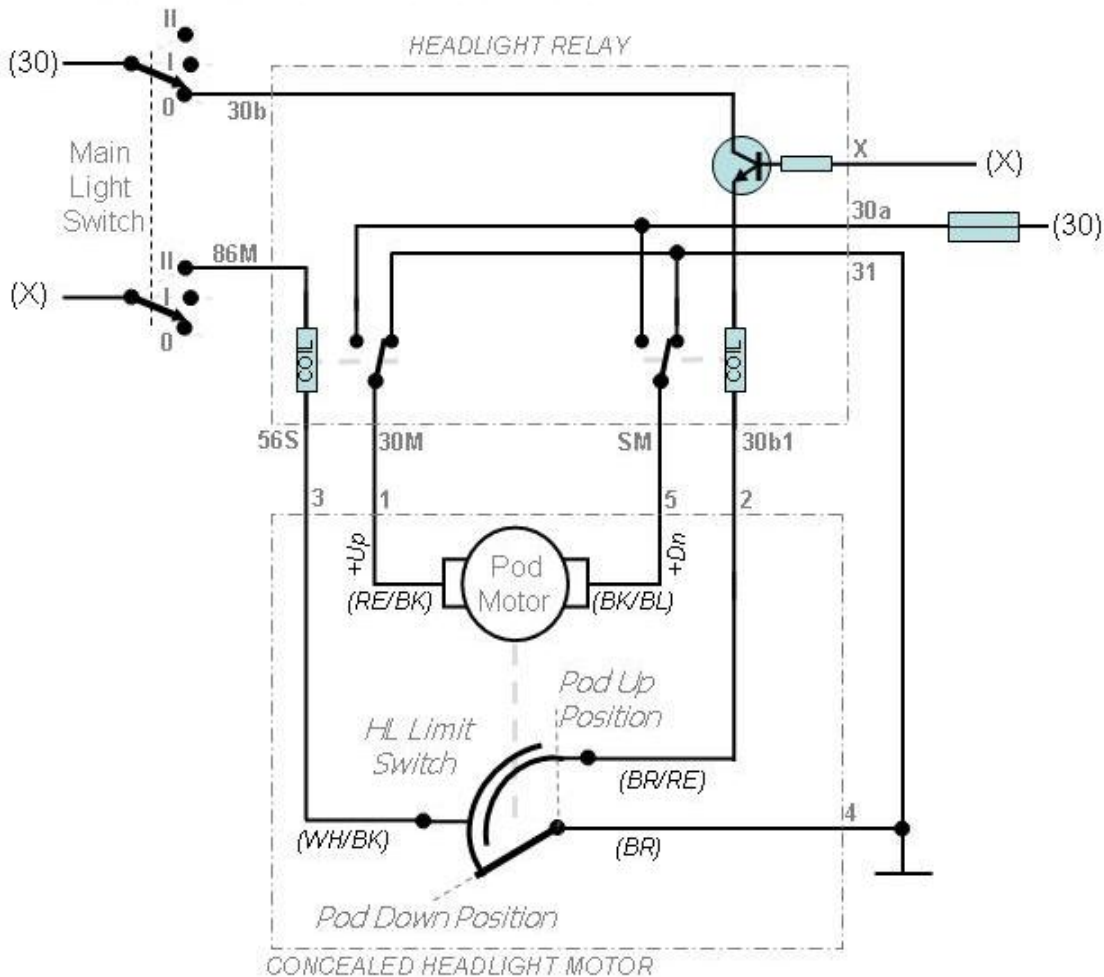 II
HEADLIGHT RELAY
(30)
I
0
30b
Main
Light
Switch
X
(X)
30a
(30)
II
86M
31
(X)
I
0
COIL
COIL
56S
30M
SM
30b1
3
1
5
2
+Up
Pod
Motor
+Dn
(RE/BK)
(BK/BL)
Pod Up
Position
HL Limit
Switch
(BR/RE)
4
(WH/BK)
(BR)
Pod Down Position
CONCEALED HEADLIGHT MOTOR